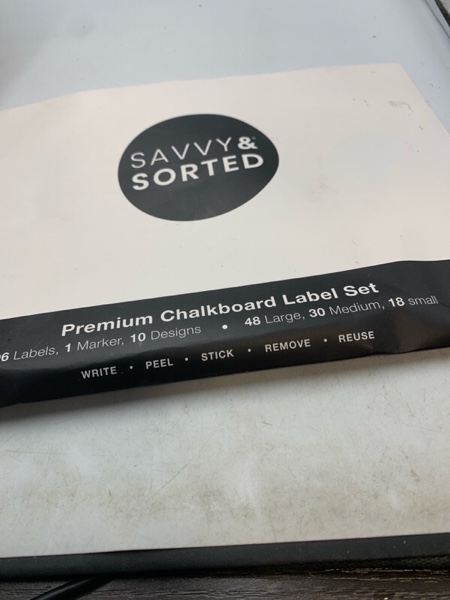 SAVVY&
SORTED
Premium Chalkboard Label Set
Labels, 1 Marker, 10 Designs • 48 Large, 30 Medium, 18 small
WRITE • PEEL • STICK • REMOVE • REUSE